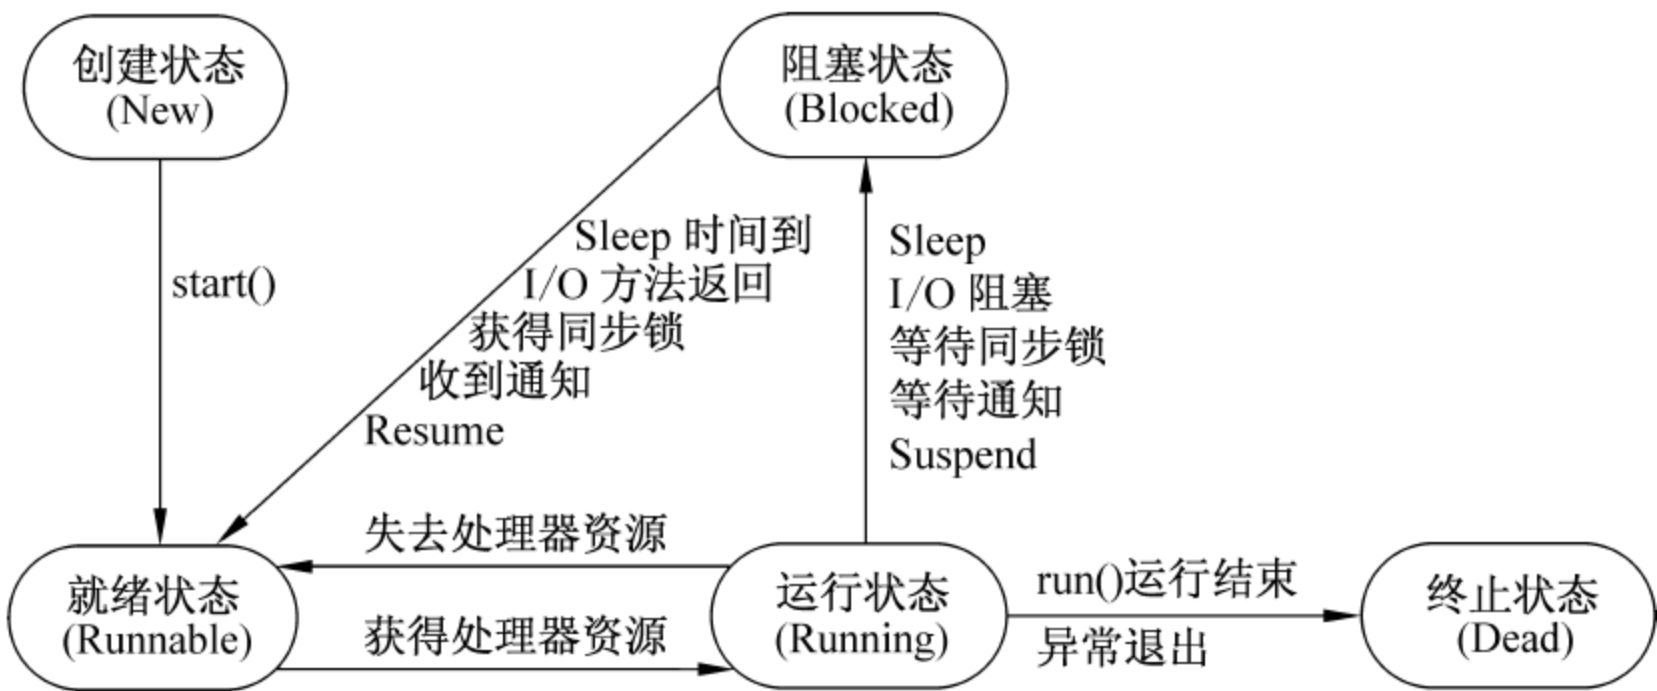 创建状态
(New)
阻塞状态
(Blocked)
start()
Sleep 时间到
I/O 方法返回
获得同步锁
收到通知
Resume
Sleep
I/O 阻塞
等待同步锁
等待通知
Suspend
失去处理器资源
获得处理器资源
就绪状态
(Runnable)
运行状态
(Running)
run()运行结束
异常退出
终止状态
(Dead)